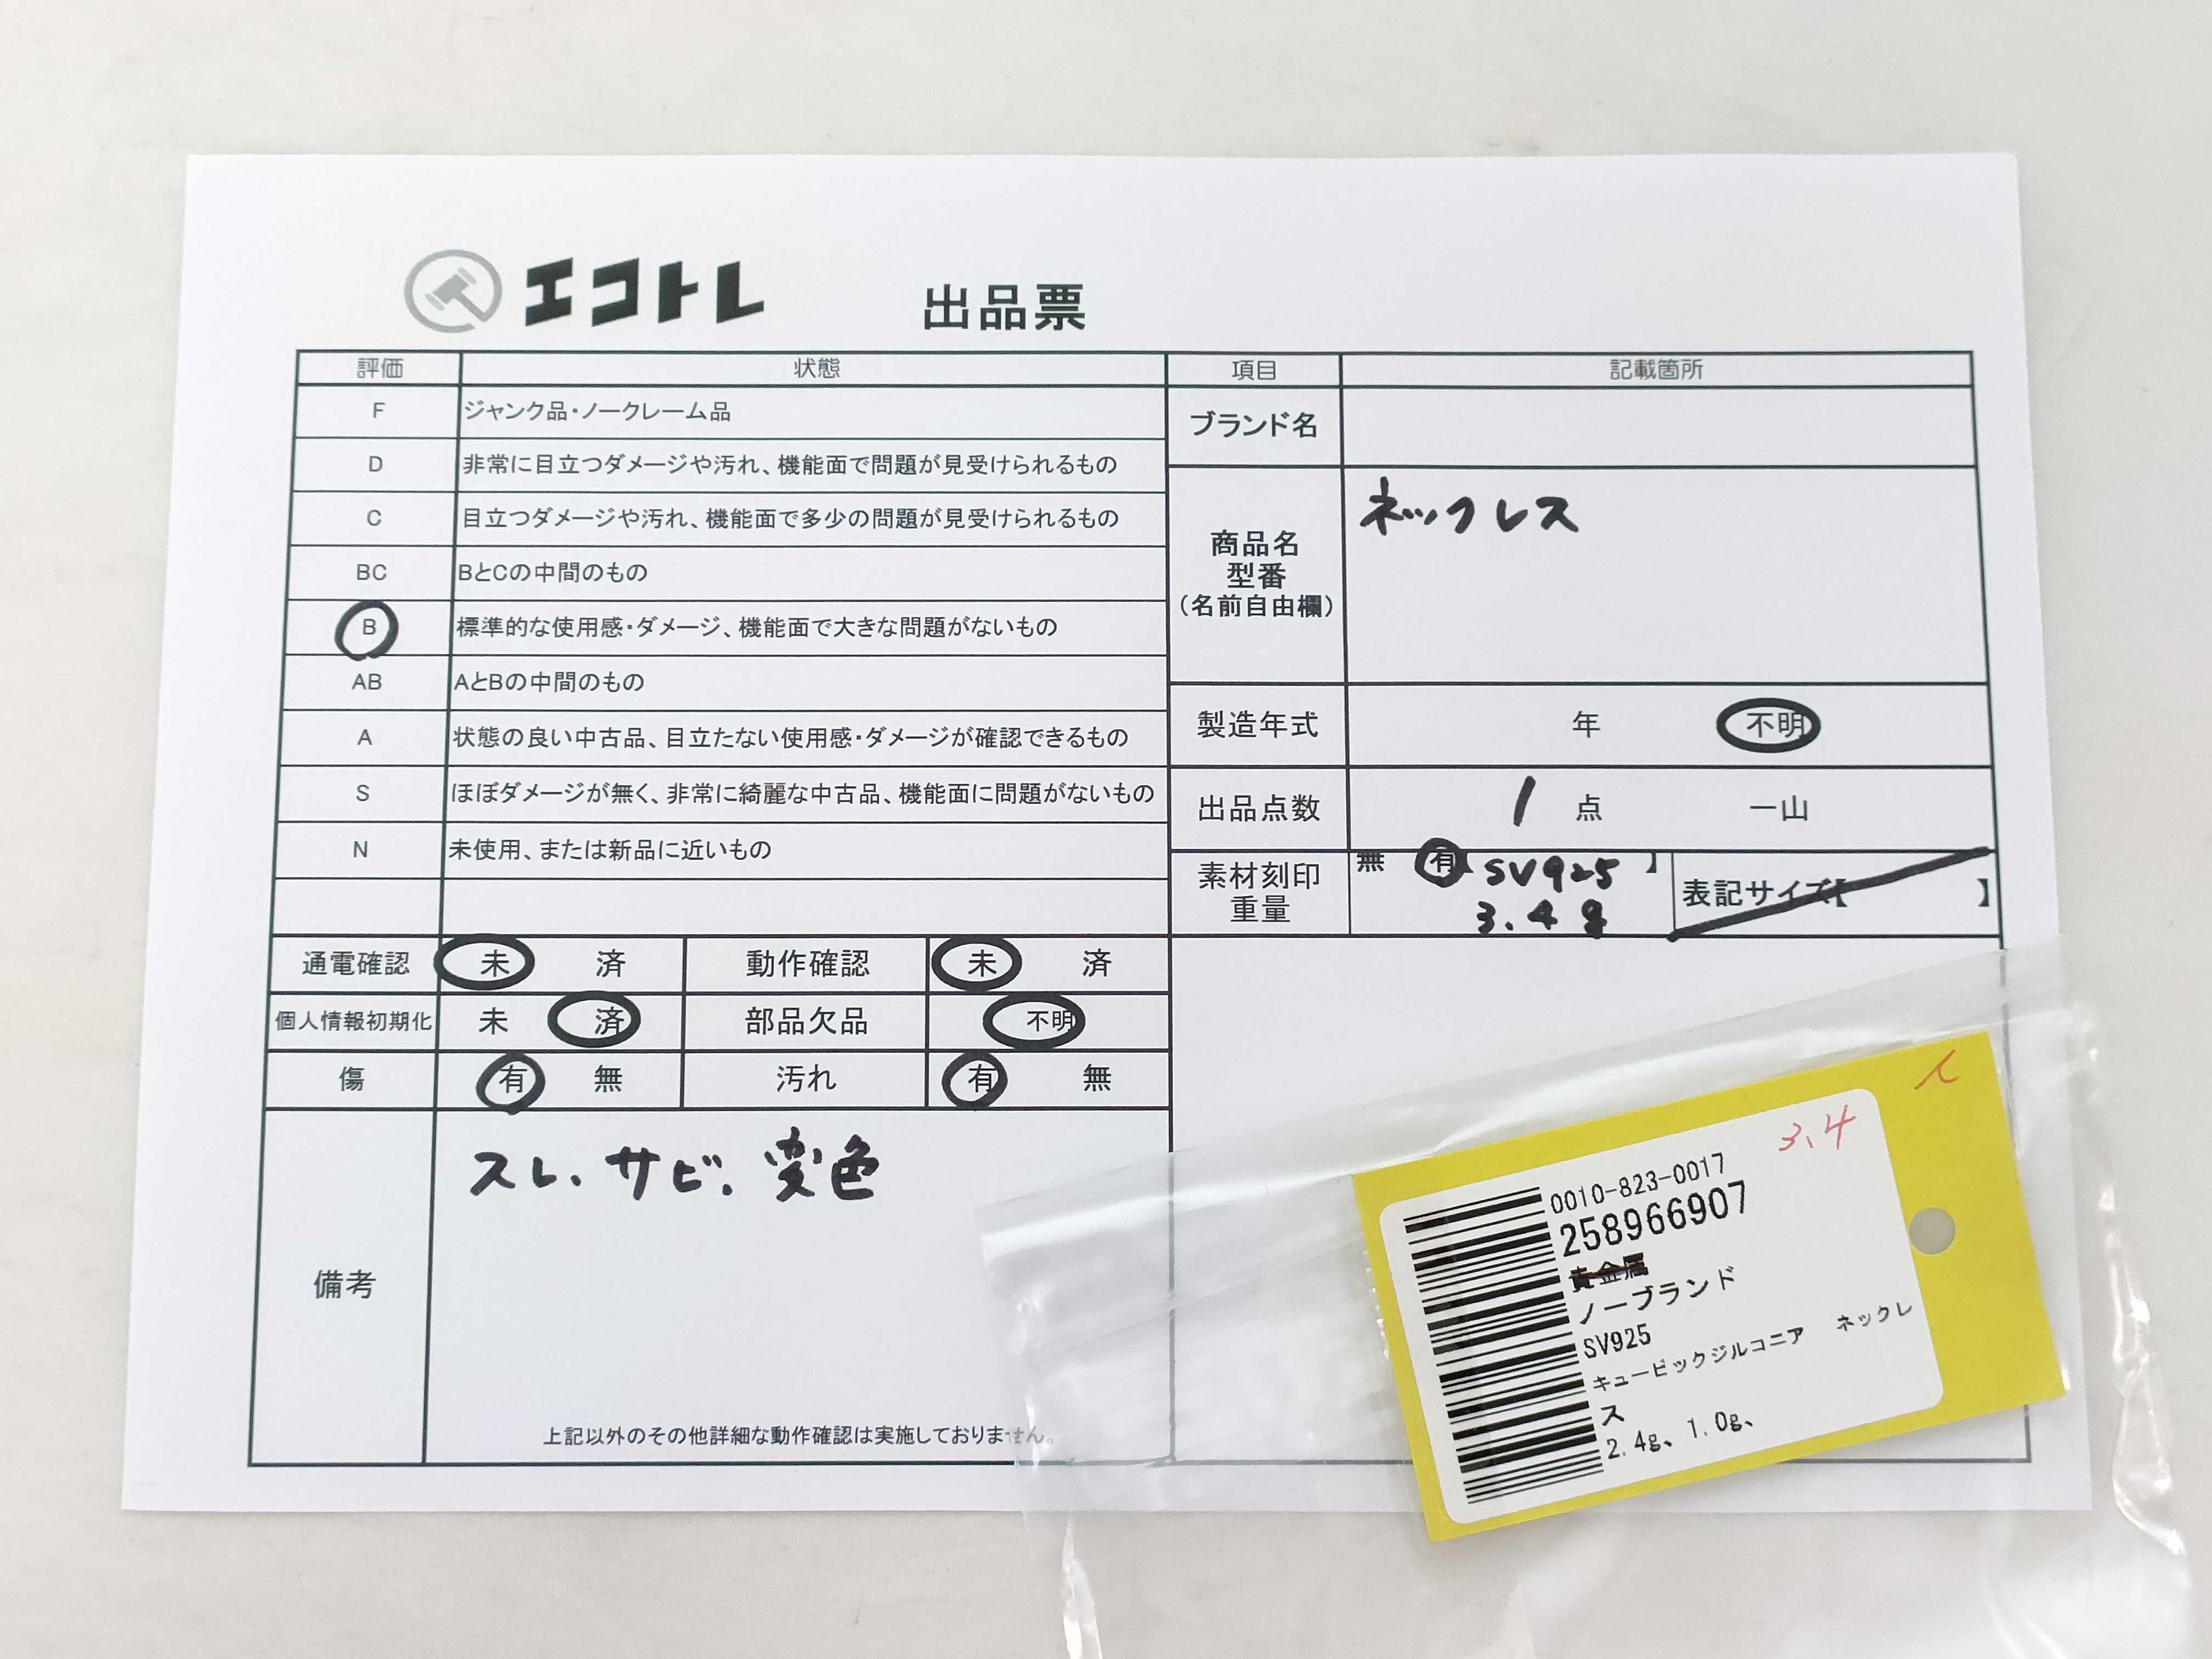 エコトレ
出品票
評価 状態 項目 記載箇所
F ジャンク品・ノークレーム品
D 非常に目立つダメージや汚れ、機能面で問題が見受けられるもの
C 目立つダメージや汚れ、機能面で多少の問題が見受けられるもの
BC BとCの中間のもの
B 標準的な使用感・ダメージ、機能面で大きな問題がないもの
AB AとBの中間のもの
A 状態の良い中古品、目立たない使用感・ダメージが確認できるもの
S ほぼダメージが無く、非常に綺麗な中古品、機能面に問題がないもの
N 未使用、または新品に近いもの
ブランド名
商品名
型番
(名前自由欄)
ネックレス
製造年式 年 不明
出品点数 1 点 一山
素材刻印
重量
無 有【 SV925 】
3.4g
表記サイズ【 】
通電確認 未 済 動作確認 未 済
個人情報初期化 未 済 部品欠品 不明
傷 有 無 汚れ 有 無
備考
スレ、サビ、変色
上記以外のその他詳細な動作確認は実施しておりません。
3.4
0010-823-0017
258966907
貴金属
ノーブランド
SV925
キュービックジルコニア ネックレ
ス
2.4g、1.0g、